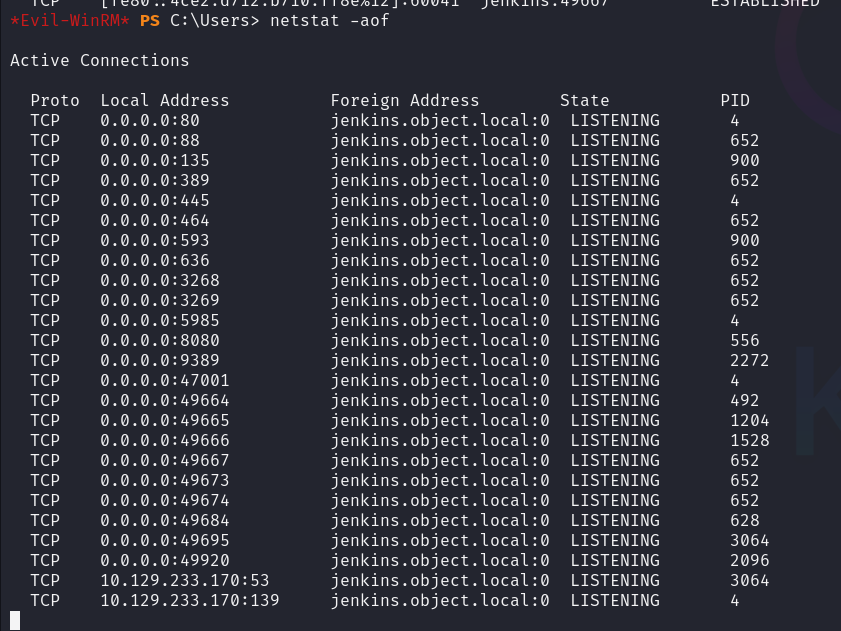 TCP [fe80::4ce2:d712:b710:ff8e%12]:60041 jenkins:49667 ESTABLISHED
*Evil-WinRM* PS C:\Users> netstat -aof
Active Connections
Proto Local Address Foreign Address State PID
TCP 0.0.0.0:80 jenkins.object.local:0 LISTENING 4
TCP 0.0.0.0:88 jenkins.object.local:0 LISTENING 652
TCP 0.0.0.0:135 jenkins.object.local:0 LISTENING 900
TCP 0.0.0.0:389 jenkins.object.local:0 LISTENING 652
TCP 0.0.0.0:445 jenkins.object.local:0 LISTENING 4
TCP 0.0.0.0:464 jenkins.object.local:0 LISTENING 652
TCP 0.0.0.0:593 jenkins.object.local:0 LISTENING 900
TCP 0.0.0.0:636 jenkins.object.local:0 LISTENING 652
TCP 0.0.0.0:3268 jenkins.object.local:0 LISTENING 652
TCP 0.0.0.0:3269 jenkins.object.local:0 LISTENING 652
TCP 0.0.0.0:5985 jenkins.object.local:0 LISTENING 4
TCP 0.0.0.0:8080 jenkins.object.local:0 LISTENING 556
TCP 0.0.0.0:9389 jenkins.object.local:0 LISTENING 2272
TCP 0.0.0.0:47001 jenkins.object.local:0 LISTENING 4
TCP 0.0.0.0:49664 jenkins.object.local:0 LISTENING 492
TCP 0.0.0.0:49665 jenkins.object.local:0 LISTENING 1204
TCP 0.0.0.0:49666 jenkins.object.local:0 LISTENING 1528
TCP 0.0.0.0:49667 jenkins.object.local:0 LISTENING 652
TCP 0.0.0.0:49673 jenkins.object.local:0 LISTENING 652
TCP 0.0.0.0:49674 jenkins.object.local:0 LISTENING 652
TCP 0.0.0.0:49684 jenkins.object.local:0 LISTENING 628
TCP 0.0.0.0:49695 jenkins.object.local:0 LISTENING 3064
TCP 0.0.0.0:49920 jenkins.object.local:0 LISTENING 2096
TCP 10.129.233.170:53 jenkins.object.local:0 LISTENING 3064
TCP 10.129.233.170:139 jenkins.object.local:0 LISTENING 4